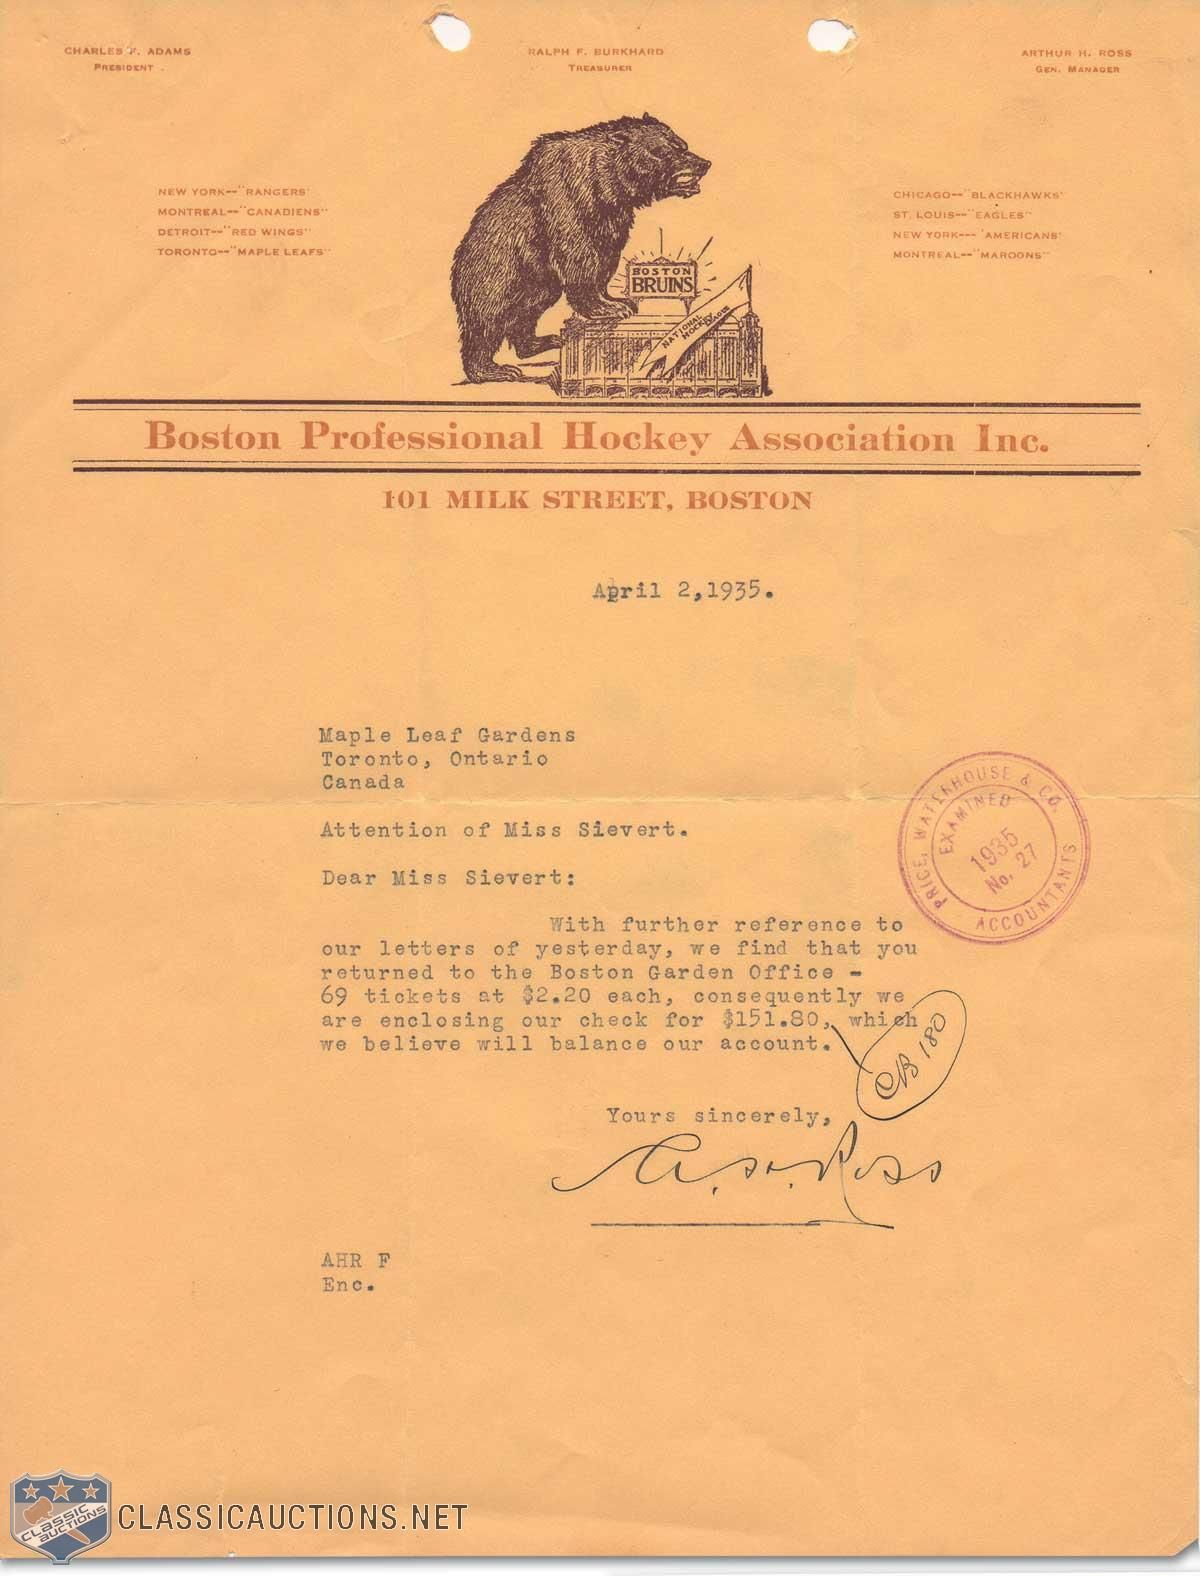 CHARLES F. ADAMS
PRESIDENT
RALPH F. BURKHARD
TREASURER
ARTHUR H. ROSS
GEN. MANAGER
NEW YORK--"RANGERS'
MONTREAL--"CANADIENS"
DETROIT--"RED WINGS"
TORONTO--"MAPLE LEAFS"
CHICAGO--"BLACKHAWKS'
ST. LOUIS--"EAGLES"
NEW YORK--- 'AMERICANS'
MONTREAL--"MAROONS"
BOSTON
BRUINS
NATIONAL
HOCKEY
LEAGUE
Boston Professional Hockey Association Inc.
101 MILK STREET, BOSTON
April 2,1935.
Maple Leaf Gardens
Toronto, Ontario
Canada
Attention of Miss Sievert.
Dear Miss Sievert:
PRICE, WATERHOUSE & CO.
EXAMINED
1935
No. 27
ACCOUNTANTS
With further reference to
our letters of yesterday, we find that you
returned to the Boston Garden Office -
69 tickets at $2.20 each, consequently we
are enclosing our check for $151.80, which
we believe will balance our account.
CB 180
Yours sincerely,
A. H. Ross
AHR F
Enc.
CLASSIC
AUCTIONS
CLASSICAUCTIONS.NET